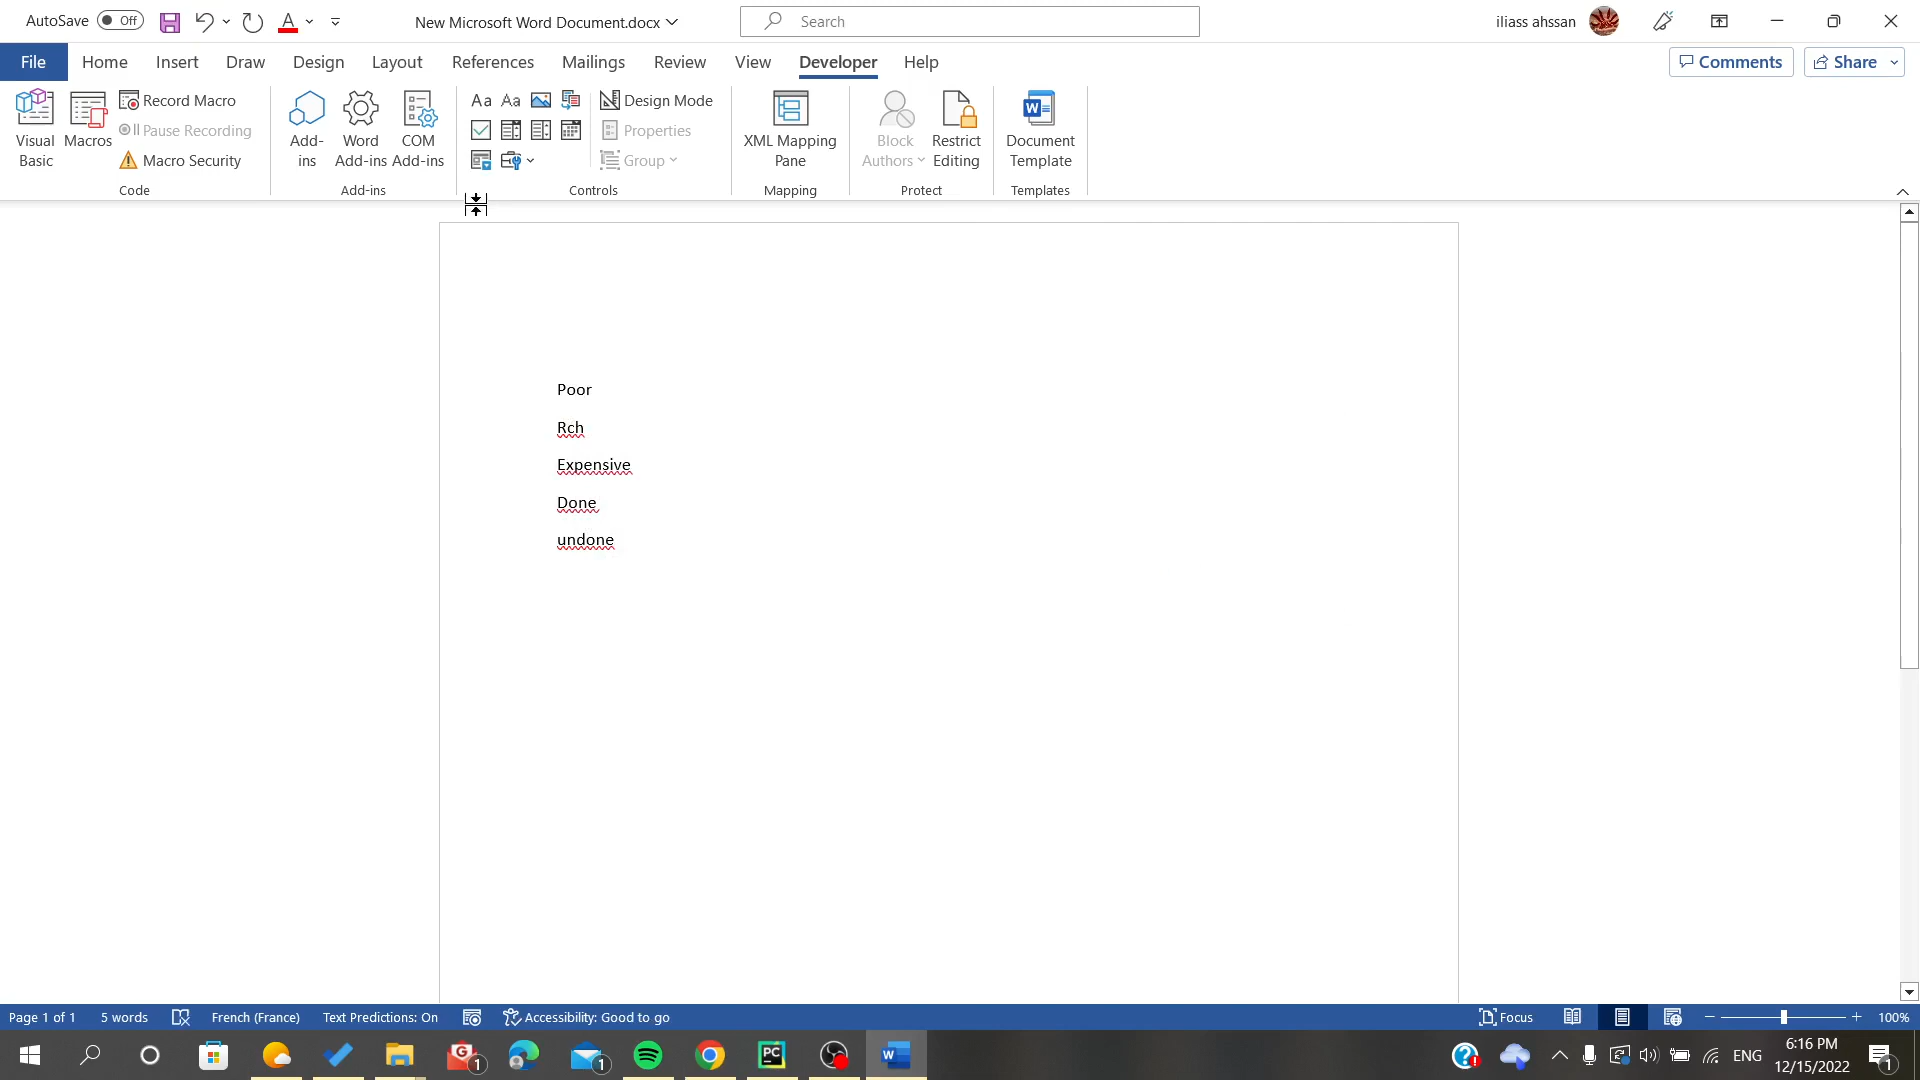 AutoSave Off New Microsoft Word Document.docx Search iliass ahssan
File Home Insert Draw Design Layout References Mailings Review View Developer Help Comments Share
Visual Basic
Macros
Record Macro
Pause Recording
Macro Security
Code
Add-ins
Word Add-ins
COM Add-ins
Add-ins
Aa Aa
Design Mode
Properties
Group
Controls
XML Mapping Pane
Mapping
Block Authors
Restrict Editing
Protect
Document Template
Templates
Poor
Rch
Expensive
Done
undone
Page 1 of 1 5 words French (France) Text Predictions: On Accessibility: Good to go Focus 100%
ENG
6:16 PM
12/15/2022